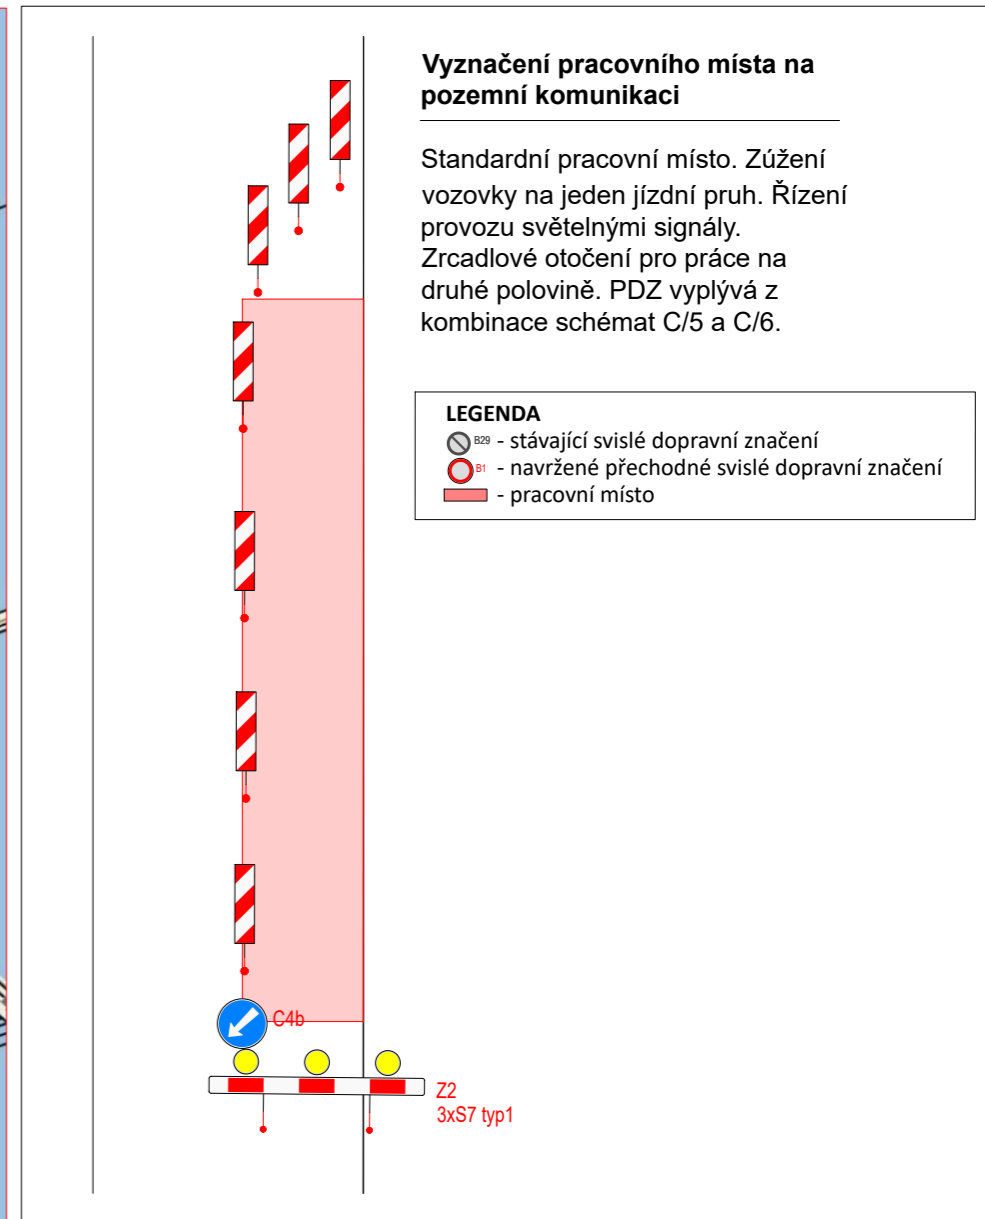 Vyznačení pracovního místa na
pozemní komunikaci
Standardní pracovní místo. Zúžení
vozovky na jeden jízdní pruh. Řízení
provozu světelnými signály.
Zrcadlové otočení pro práce na
druhé polovině. PDZ vyplývá z
kombinace schémat C/5 a C/6.
LEGENDA
B29 - stávající svislé dopravní značení
B1 - navržené přechodné svislé dopravní značení
- pracovní místo
C4b
Z2
3xS7 typ1